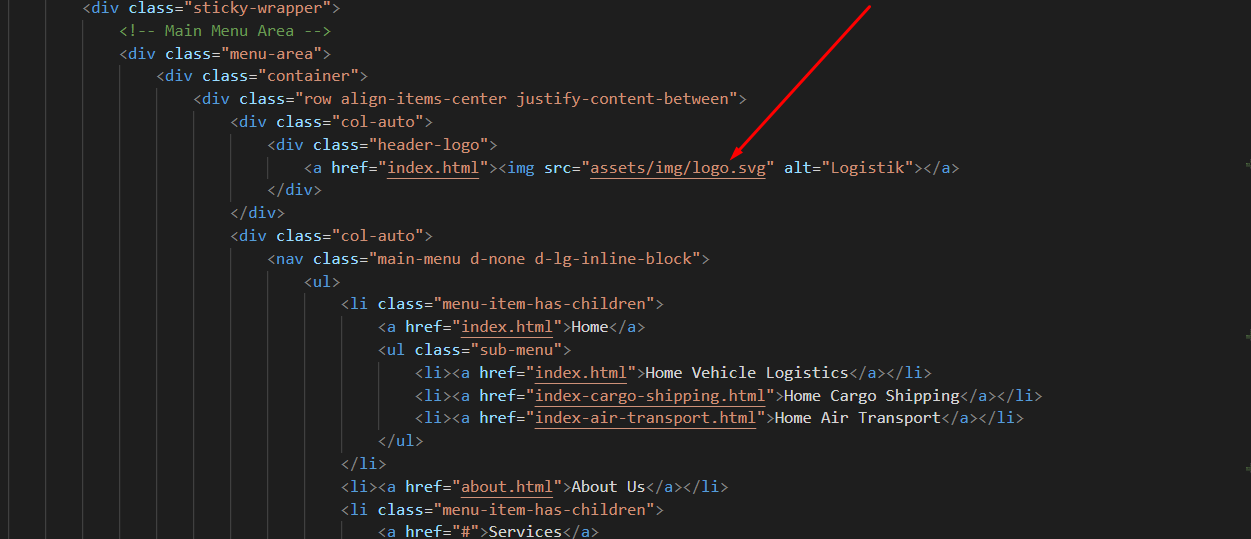 <div class="sticky-wrapper">
<!-- Main Menu Area -->
<div class="menu-area">
<div class="container">
<div class="row align-items-center justify-content-between">
<div class="col-auto">
<div class="header-logo">
<a href="index.html"><img src="assets/img/logo.svg" alt="Logistik"></a>
</div>
</div>
<div class="col-auto">
<nav class="main-menu d-none d-lg-inline-block">
<ul>
<li class="menu-item-has-children">
<a href="index.html">Home</a>
<ul class="sub-menu">
<li><a href="index.html">Home Vehicle Logistics</a></li>
<li><a href="index-cargo-shipping.html">Home Cargo Shipping</a></li>
<li><a href="index-air-transport.html">Home Air Transport</a></li>
</ul>
</li>
<li><a href="about.html">About Us</a></li>
<li class="menu-item-has-children">
<a href="#">Services</a>